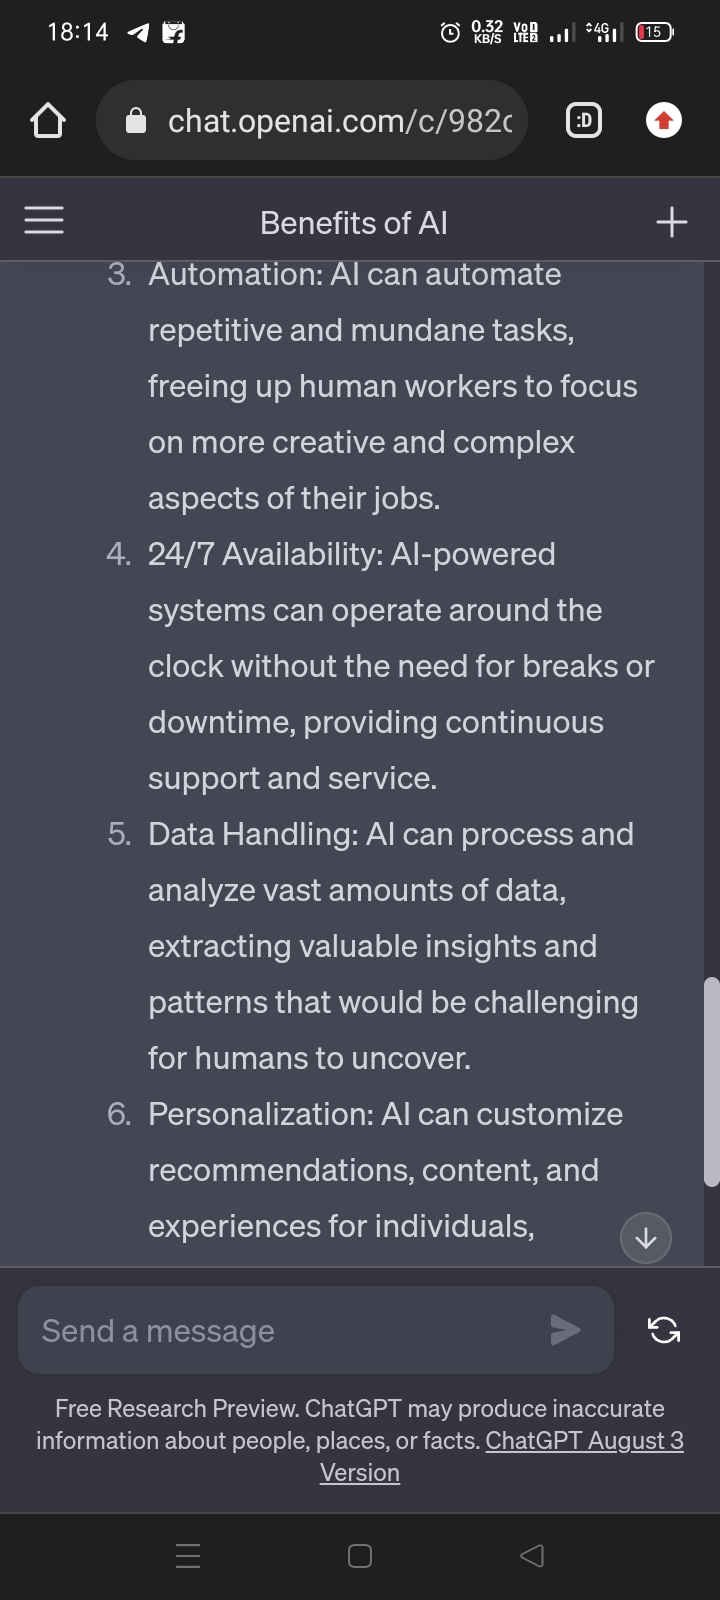 18:14
0.32
KB/S
VoD
LTE2
4G
15
chat.openai.com/c/982
:D
Benefits of AI
3. Automation: AI can automate
repetitive and mundane tasks,
freeing up human workers to focus
on more creative and complex
aspects of their jobs.
4. 24/7 Availability: AI-powered
systems can operate around the
clock without the need for breaks or
downtime, providing continuous
support and service.
5. Data Handling: AI can process and
analyze vast amounts of data,
extracting valuable insights and
patterns that would be challenging
for humans to uncover.
6. Personalization: AI can customize
recommendations, content, and
experiences for individuals,
Send a message
Free Research Preview. ChatGPT may produce inaccurate
information about people, places, or facts. ChatGPT August 3
Version